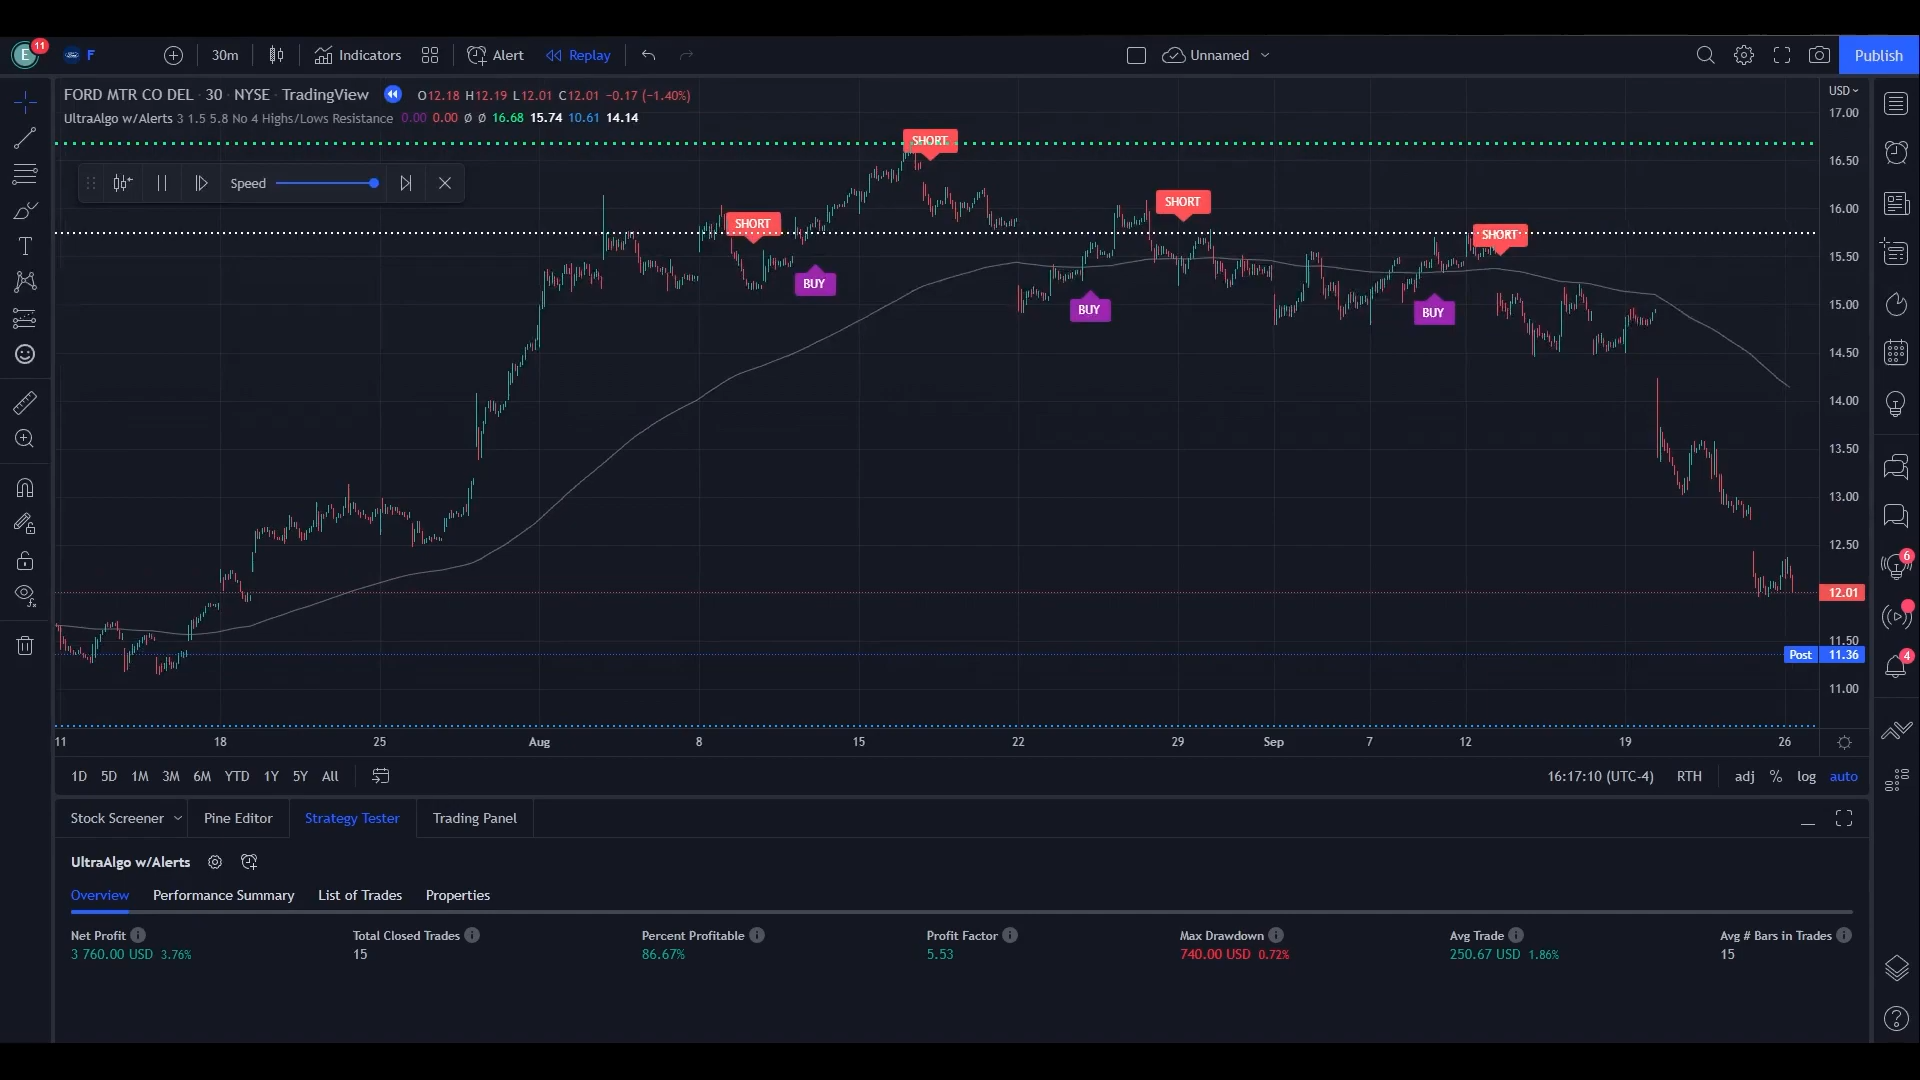 E 11 F 30m Indicators Alert Replay Unnamed Publish
FORD MTR CO DEL · 30 · NYSE · TradingView O12.18 H12.19 L12.01 C12.01 −0.17 (−1.40%)
UltraAlgo w/Alerts 3 1.5 5.8 No 4 Highs/Lows Resistance 0.00 0.00 Ø Ø 16.68 15.74 10.61 14.14
USD
17.00
SHORT
16.50
Speed
16.00
SHORT
SHORT
SHORT
15.50
BUY
BUY
BUY
15.00
14.50
14.00
13.50
13.00
12.50
6
12.01
11.50
Post 11.36
4
11.00
11 18 25 Aug 8 15 22 29 Sep 7 12 19 26
1D 5D 1M 3M 6M YTD 1Y 5Y All 16:17:10 (UTC-4) RTH adj % log auto
Stock Screener Pine Editor Strategy Tester Trading Panel
UltraAlgo w/Alerts
Overview Performance Summary List of Trades Properties
Net Profit Total Closed Trades Percent Profitable Profit Factor Max Drawdown Avg Trade Avg # Bars in Trades
3 760.00 USD 3.76% 15 86.67% 5.53 740.00 USD 0.72% 250.67 USD 1.86% 15